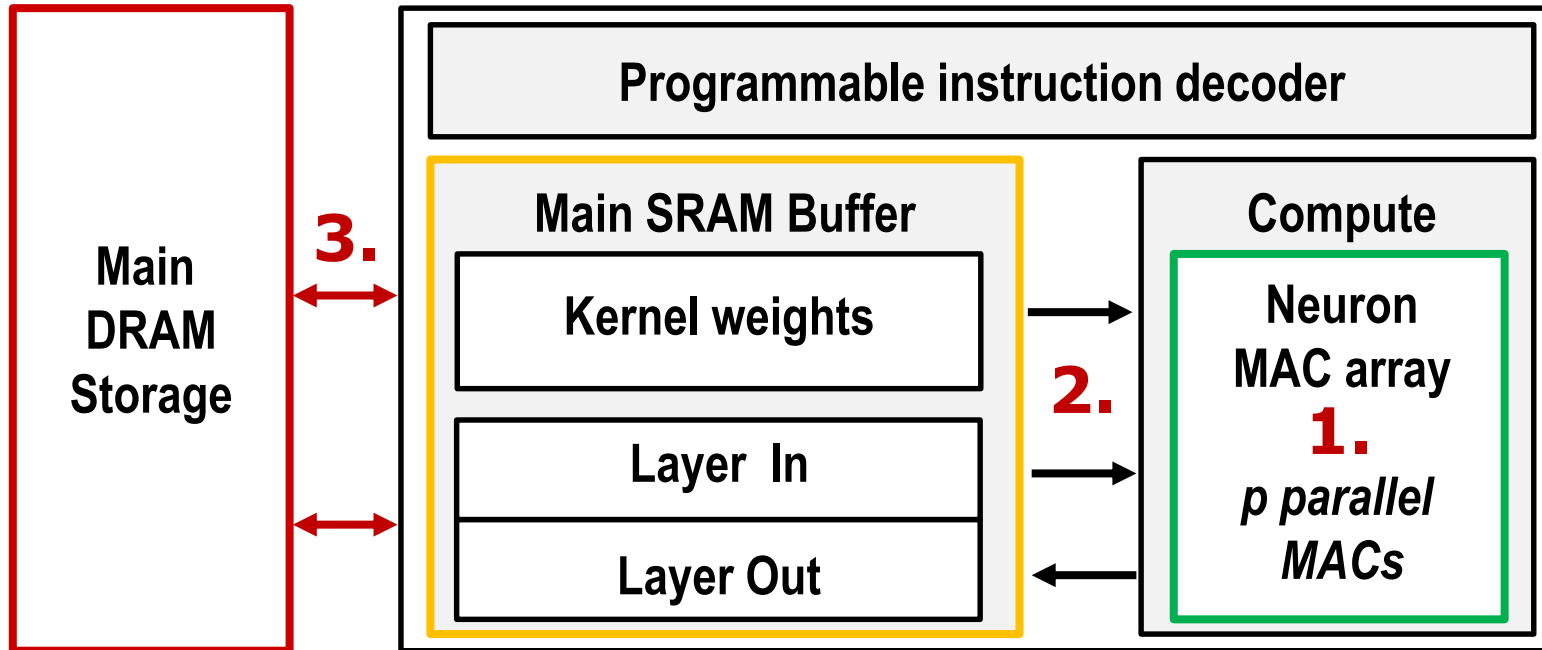 Programmable instruction decoder
Main
DRAM
Storage
3.
Main SRAM Buffer
Kernel weights
Layer In
Layer Out
2.
Compute
Neuron
MAC array
1.
p parallel
MACs